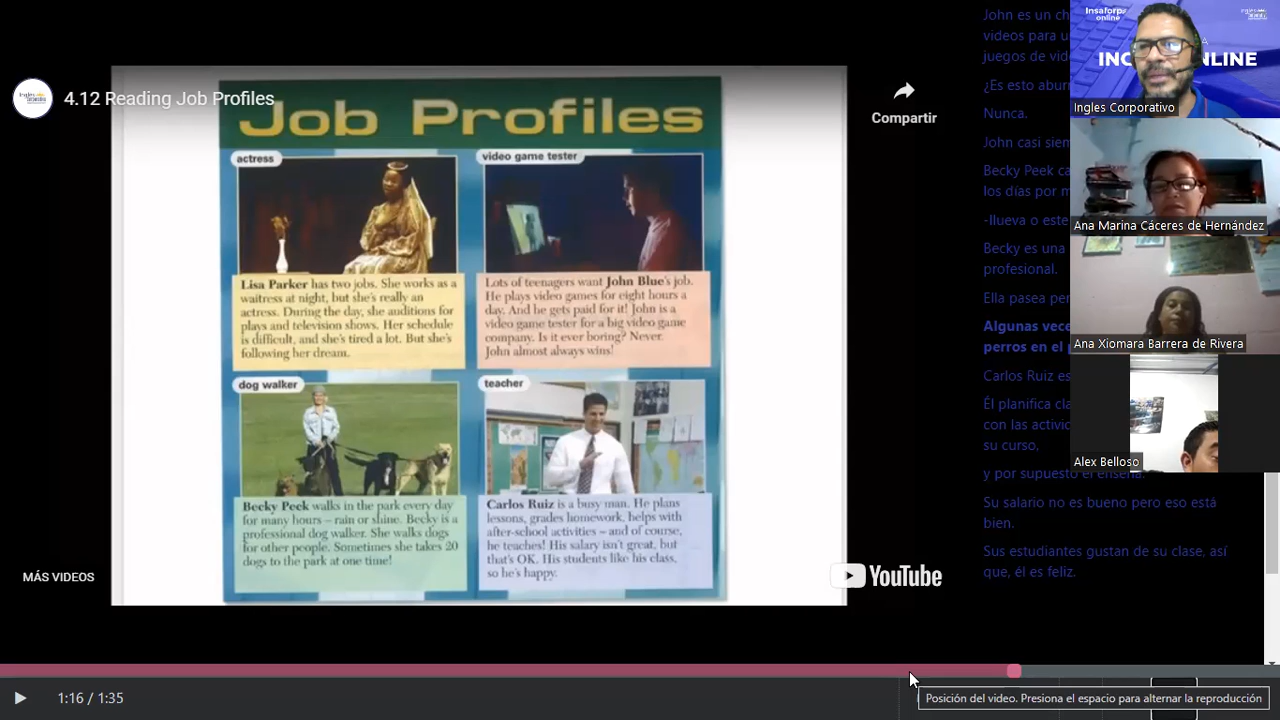 4.12 Reading Job Profiles
Compartir
Job Profiles
actress
Lisa Parker has two jobs. She works as a
waitress at night, but she's really an
actress. During the day, she auditions for
plays and television shows. Her schedule
is difficult, and she's tired a lot. But she's
following her dream.
video game tester
Lots of teenagers want John Blue's job.
He plays video games for eight hours a
day. And he gets paid for it! John is a
video game tester for a big video game
company. Is it ever boring? Never.
John almost always wins!
dog walker
Becky Peek walks in the park every day
for many hours – rain or shine. Becky is a
professional dog walker. She walks dogs
for other people. Sometimes she takes 20
dogs to the park at one time!
teacher
Carlos Ruiz is a busy man. He plans
lessons, grades homework, helps with
after-school activities – and of course,
he teaches! His salary isn't great, but
that's OK. His students like his class,
so he's happy.
MÁS VIDEOS
YouTube
1:16 / 1:35
Posición del video. Presiona el espacio para alternar la reproducción
John es un
videos para
juegos de
¿Es esto
Nunca.
John casi
Becky Peek
los días por
-llueva o
Becky es una
profesional.
Ella pasea
Algunas
perros en el
Carlos Ruiz
Él planifica
con las
su curso,
y por supuesto el enseña.
Su salario no es bueno pero eso está
bien.
Sus estudiantes gustan de su clase, así
que, él es feliz.
Insaforp
online
ONLINE
Ingles Corporativo
Ana Marina Cáceres de Hernández
Ana Xiomara Barrera de Rivera
Alex Belloso